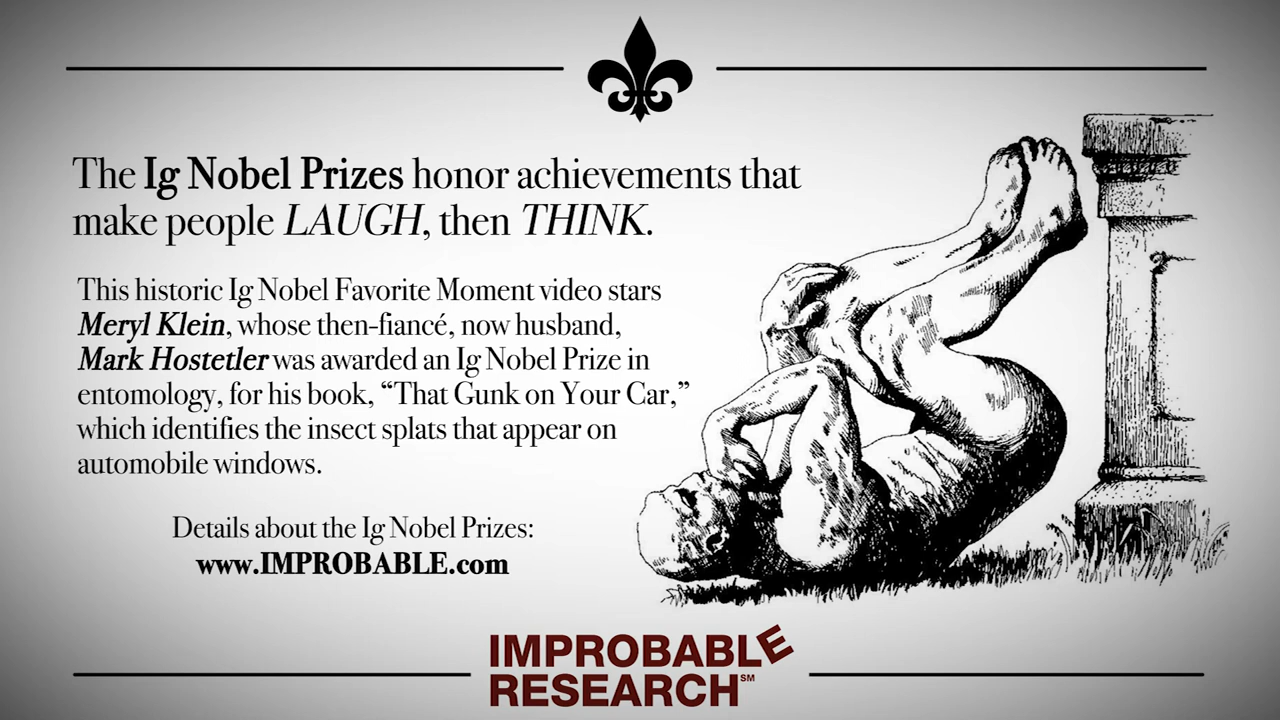 The Ig Nobel Prizes honor achievements that
make people LAUGH, then THINK.
This historic Ig Nobel Favorite Moment video stars
Meryl Klein, whose then-fiancé, now husband,
Mark Hostetler was awarded an Ig Nobel Prize in
entomology, for his book, “That Gunk on Your Car,”
which identifies the insect splats that appear on
automobile windows.
Details about the Ig Nobel Prizes:
www.IMPROBABLE.com
IMPROBABLE
RESEARCH℠